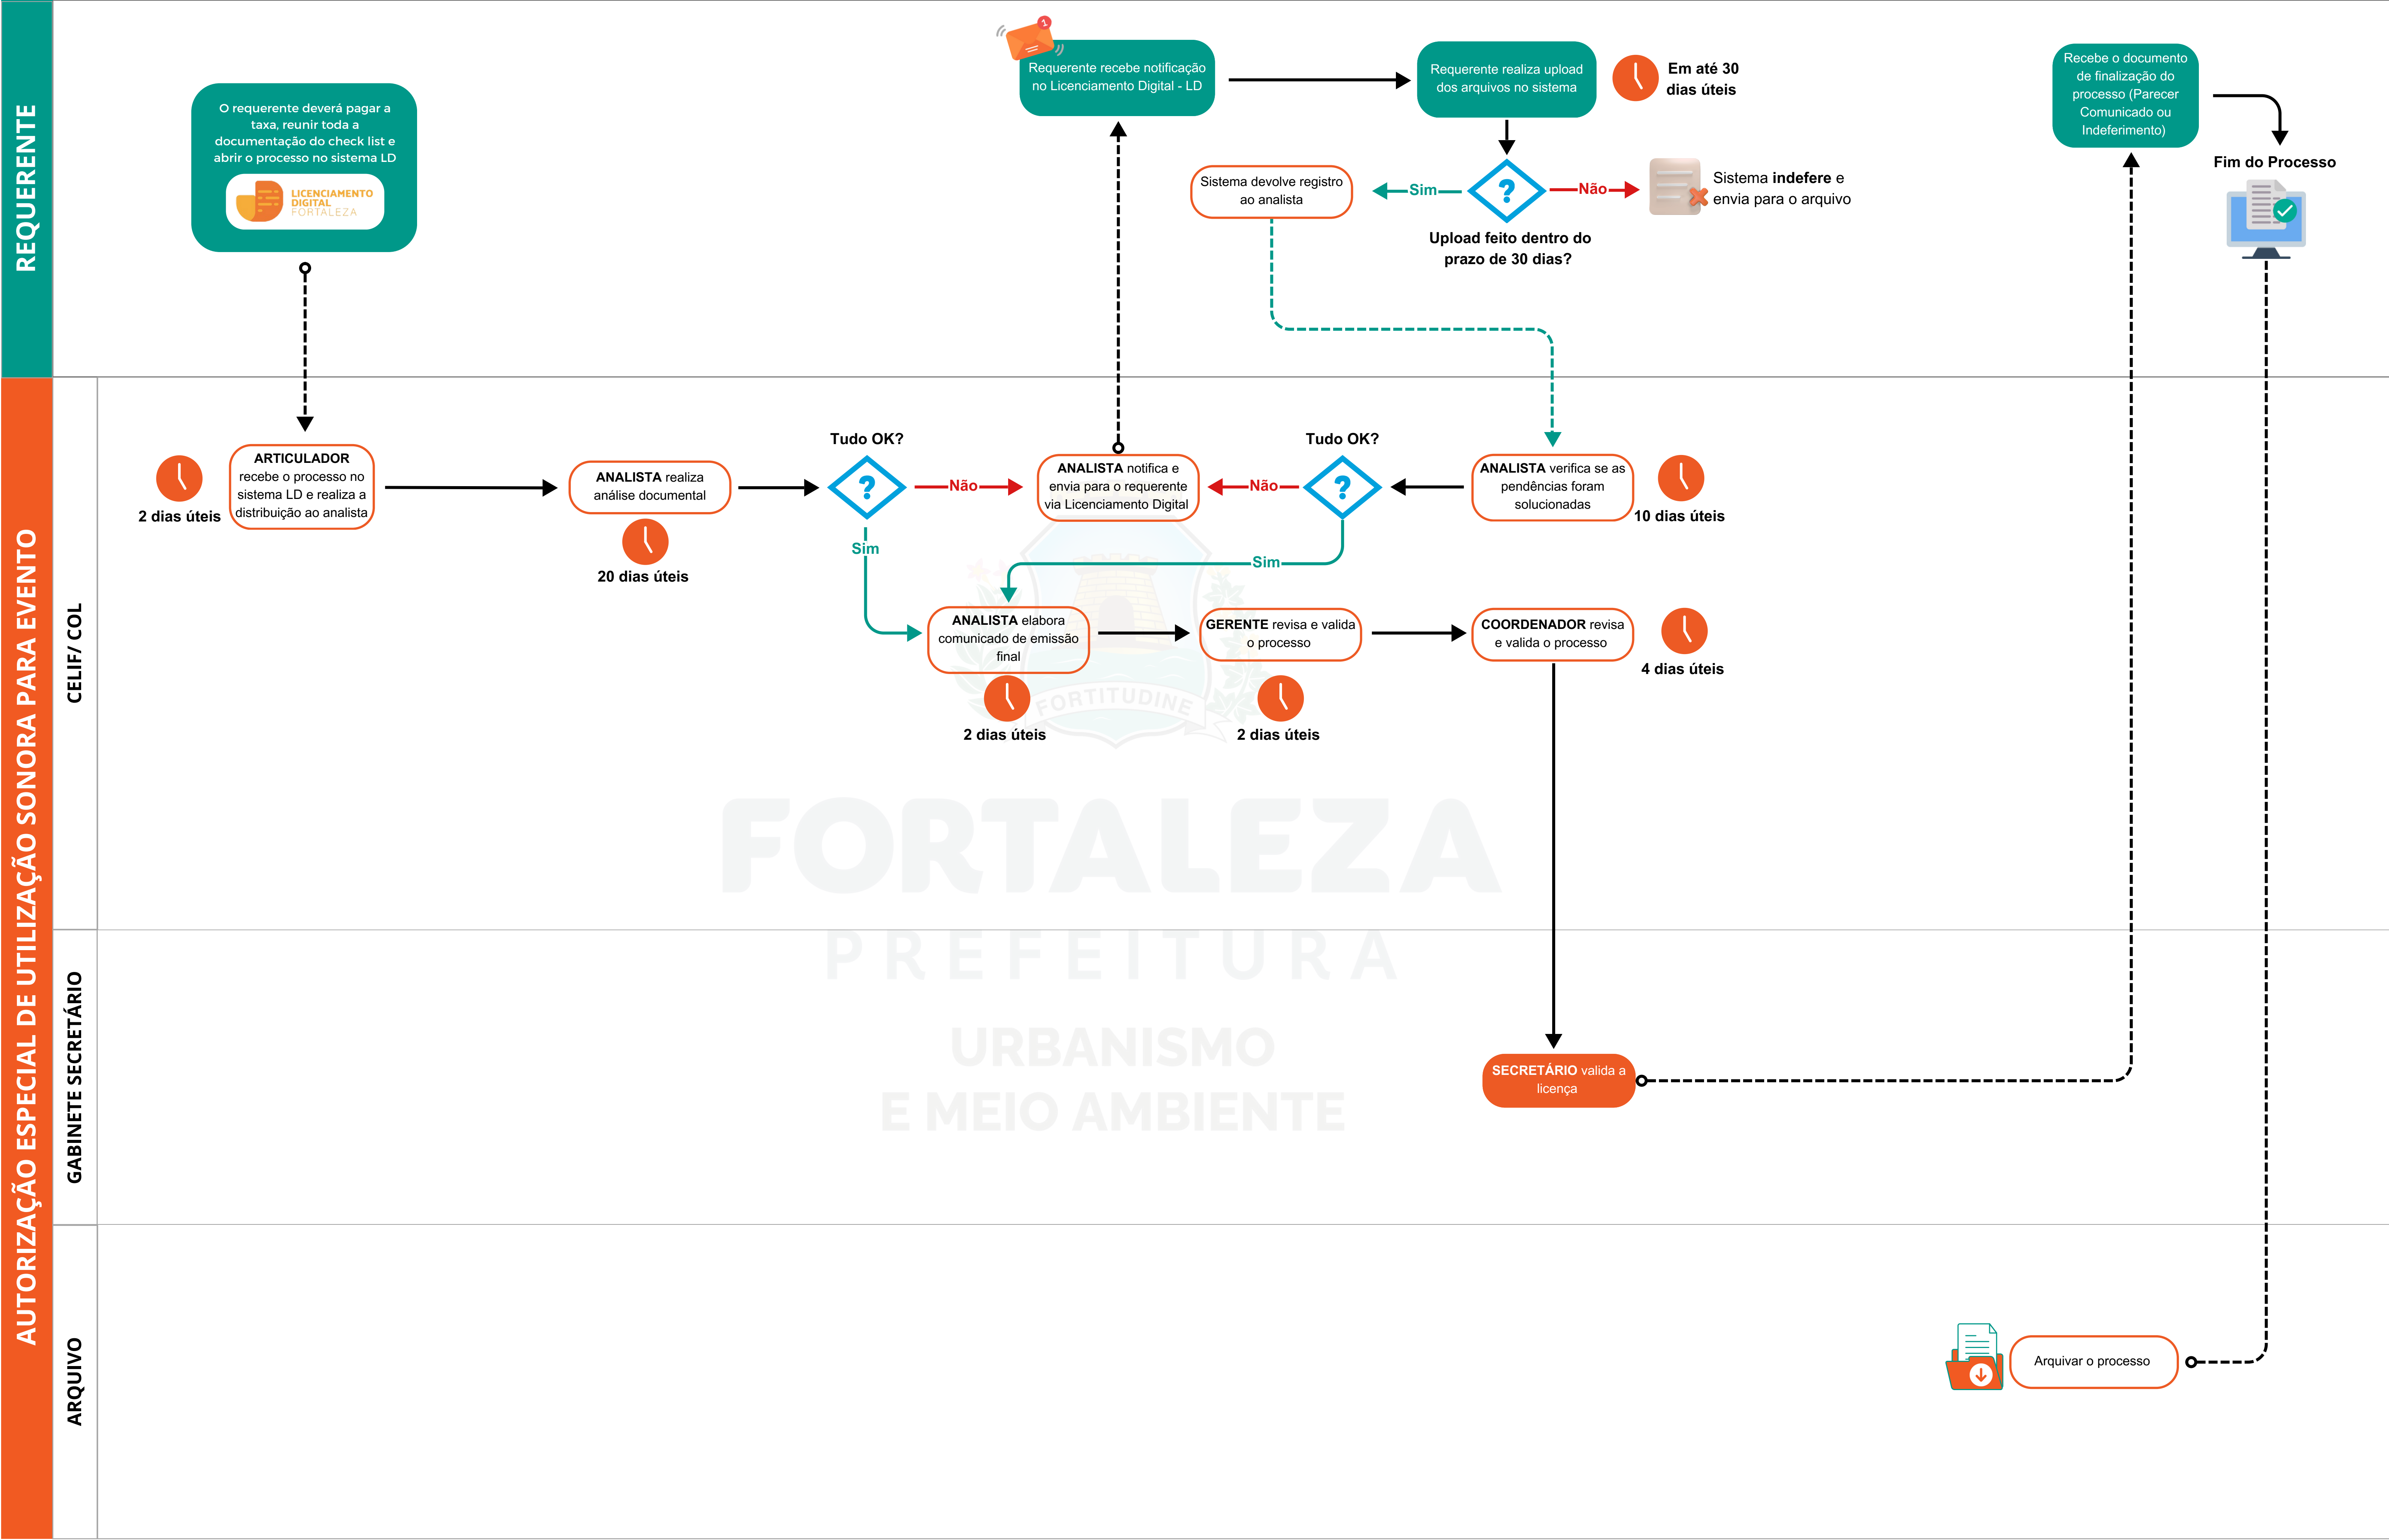 REQUERENTE
O requerente deverá pagar a
taxa, reunir toda a
documentação do check list e
abrir o processo no sistema LD
LICENCIAMENTO
DIGITAL
FORTALEZA
1
Requerente recebe notificação
no Licenciamento Digital - LD
Requerente realiza upload
dos arquivos no sistema
Em até 30
dias úteis
Sistema devolve registro
ao analista
Sim
?
Não
Sistema indefere e
envia para o arquivo
Upload feito dentro do
prazo de 30 dias?
Recebe o documento
de finalização do
processo (Parecer
Comunicado ou
Indeferimento)
Fim do Processo
AUTORIZAÇÃO ESPECIAL DE UTILIZAÇÃO SONORA PARA EVENTO
CELIF/ COL
2 dias úteis
ARTICULADOR
recebe o processo no
sistema LD e realiza a
distribuição ao analista
ANALISTA realiza
análise documental
20 dias úteis
Tudo OK?
?
Não
Sim
ANALISTA notifica e
envia para o requerente
via Licenciamento Digital
Tudo OK?
Não
?
Sim
ANALISTA verifica se as
pendências foram
solucionadas
10 dias úteis
ANALISTA elabora
comunicado de emissão
final
2 dias úteis
GERENTE revisa e valida
o processo
2 dias úteis
COORDENADOR revisa
e valida o processo
4 dias úteis
FORTITUDINE
FORTALEZA
PREFEITURA
URBANISMO
E MEIO AMBIENTE
GABINETE SECRETÁRIO
SECRETÁRIO valida a
licença
ARQUIVO
Arquivar o processo